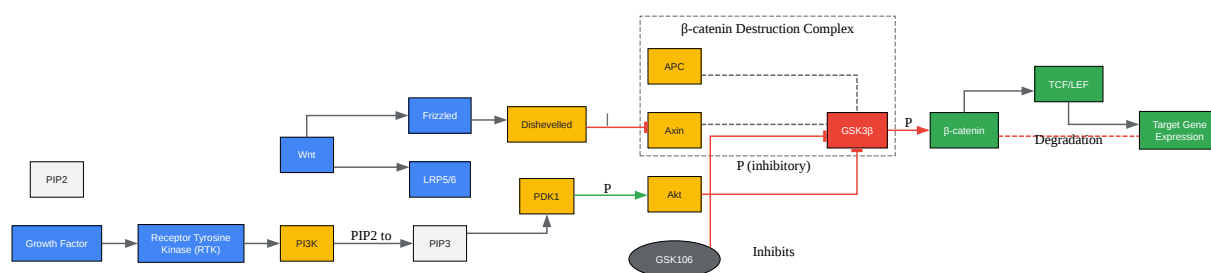 β-catenin Destruction Complex
APC
TCF/LEF
Frizzled
Dishevelled
Axin
GSK3β
P
β-catenin
Target Gene
Expression
Degradation
Wnt
PIP2
LRP5/6
P (inhibitory)
PDK1
P
Akt
Growth Factor
Receptor Tyrosine
Kinase (RTK)
PI3K
PIP2 to
PIP3
GSK106
Inhibits